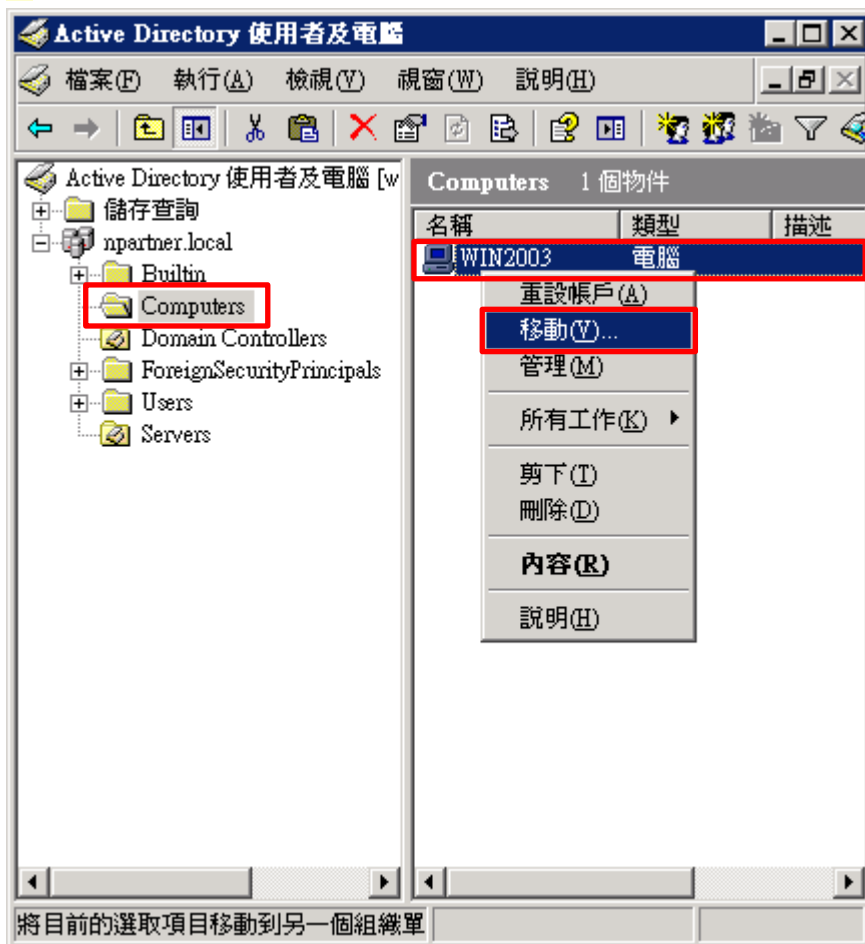 Active Directory 使用者及電腦
檔案(F) 執行(A) 檢視(V) 視窗(W) 說明(H)
Active Directory 使用者及電腦 [w
儲存查詢
npartner.local
Builtin
Computers
Domain Controllers
ForeignSecurityPrincipals
Users
Servers
Computers 1 個物件
名稱 類型 描述
WIN2003 電腦
重設帳戶(A)
移動(V)...
管理(M)
所有工作(K)
剪下(T)
刪除(D)
內容(R)
說明(H)
將目前的選取項目移動到另一個組織單